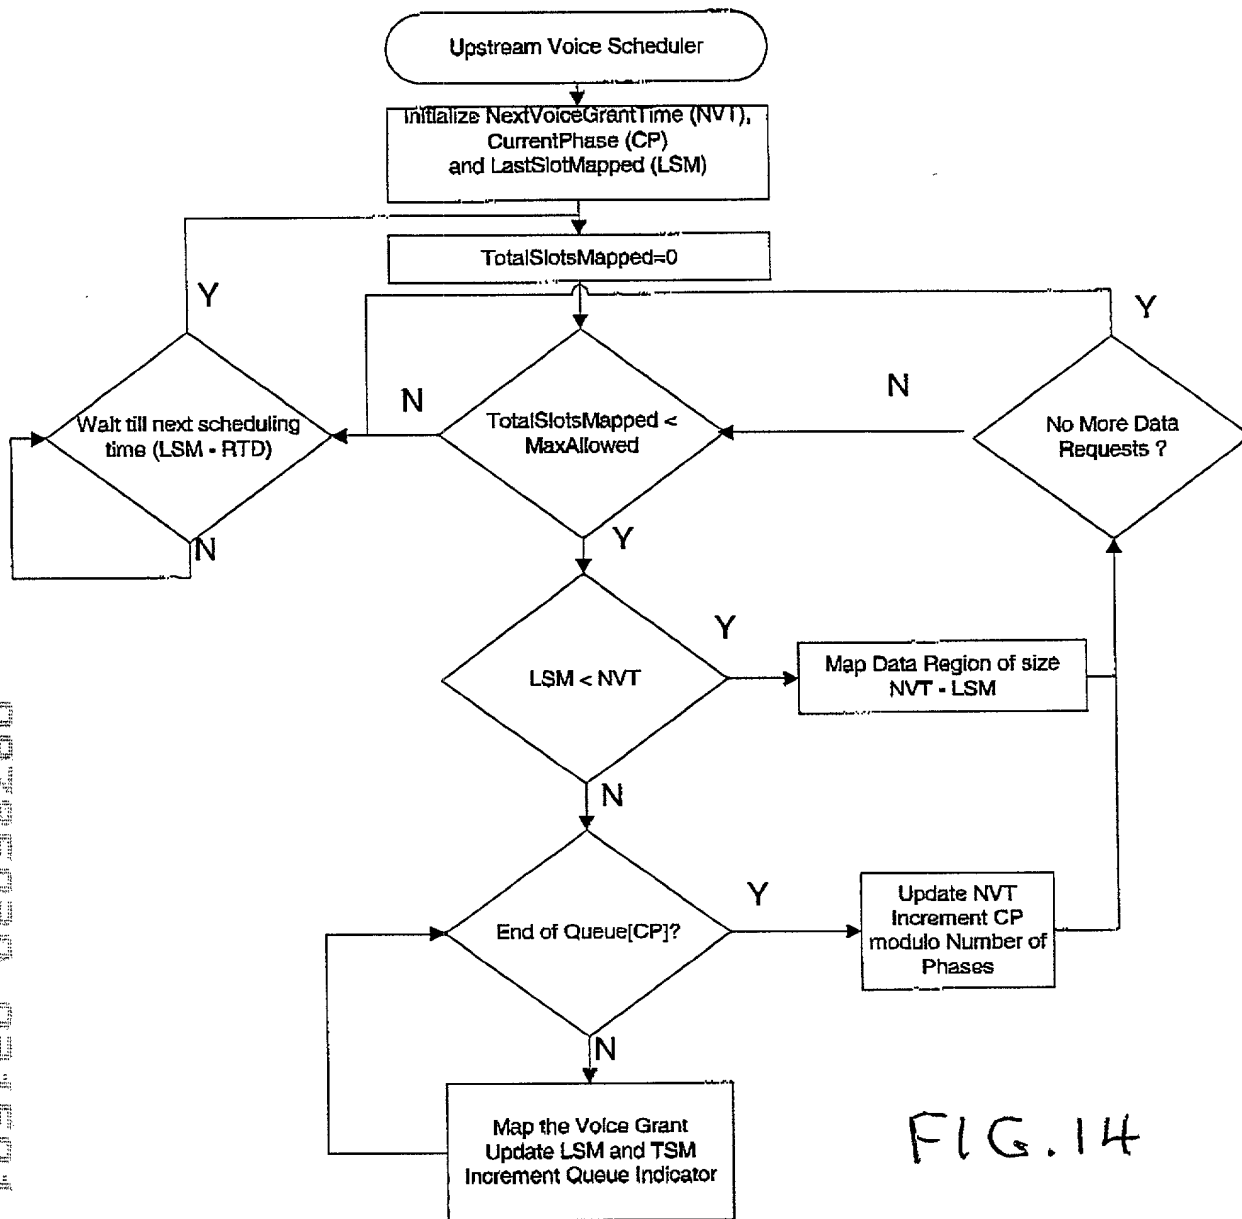 Upstream Voice Scheduler
Initialize NextVoiceGrantTime (NVT),
CurrentPhase (CP)
and LastSlotMapped (LSM)
TotalSlotsMapped=0
Y
Y
Wait till next scheduling
time (LSM - RTD)
N
TotalSlotsMapped <
MaxAllowed
N
No More Data
Requests ?
N
Y
LSM < NVT
Y
Map Data Region of size
NVT - LSM
N
End of Queue[CP]?
Y
Update NVT
Increment CP
modulo Number of
Phases
N
Map the Voice Grant
Update LSM and TSM
Increment Queue Indicator
FIG.14